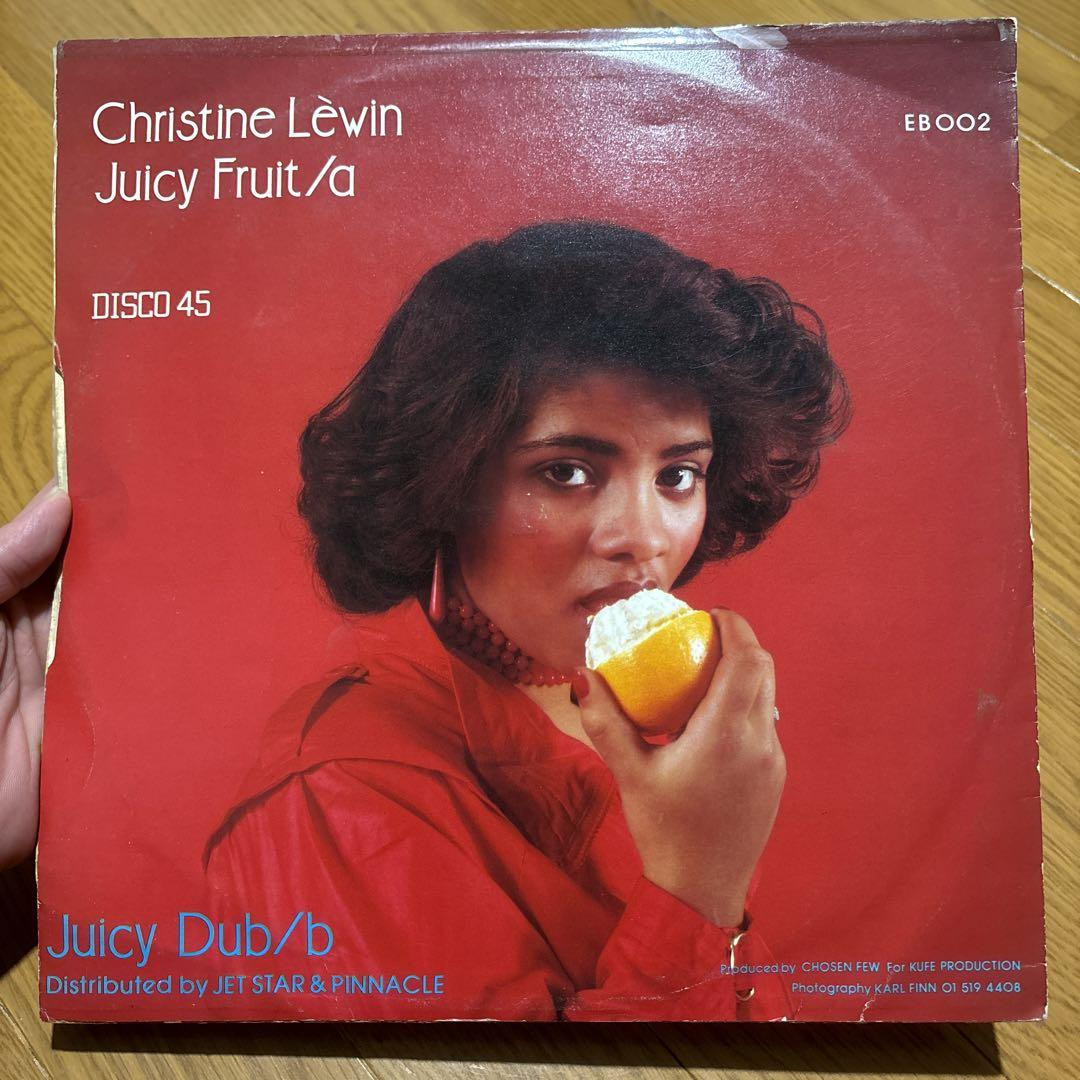 Christine Lèwin
Juicy Fruit/a
EB002
DISCO 45
Juicy Dub/b
Distributed by JET STAR & PINNACLE
Produced by CHOSEN FEW For KUFE PRODUCTION
Photography KARL FINN 01 519 4408